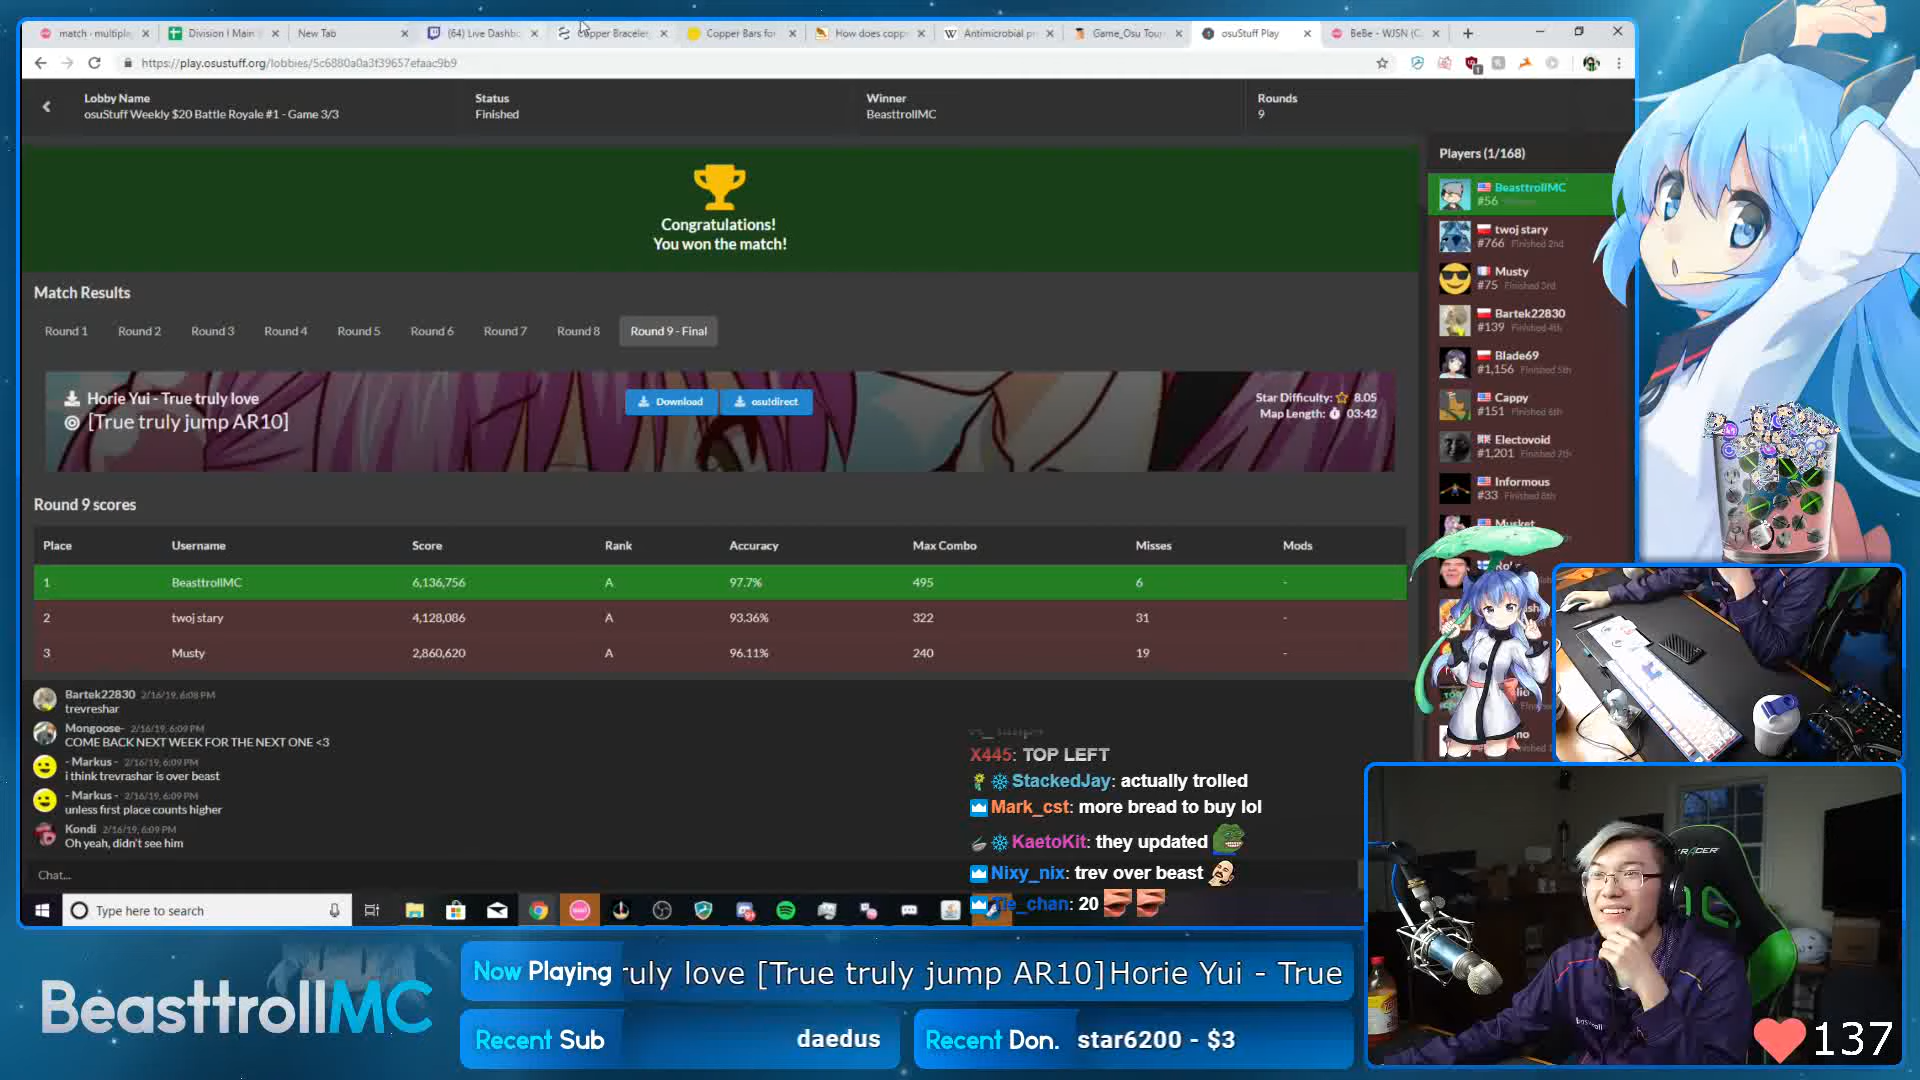 match - multipla
Division I Main
New Tab
(64) Live Dashbo
Copper Bracelet
Copper Bars for
How does copp
Antimicrobial pr
Game_Osu Tour
osuStuff Play
BeBe - WJSN (C
https://play.osustuff.org/lobbies/5c6880a0a3f39657efaac9b9
Lobby Name
osuStuff Weekly $20 Battle Royale #1 - Game 3/3
Status
Finished
Winner
BeasttrollMC
Rounds
9
Congratulations!
You won the match!
Match Results
Round 1 Round 2 Round 3 Round 4 Round 5 Round 6 Round 7 Round 8 Round 9 - Final
Horie Yui - True truly love
[True truly jump AR10]
Download
osu!direct
Star Difficulty: 8.05
Map Length: 03:42
Round 9 scores
Place Username Score Rank Accuracy Max Combo Misses Mods
1 BeasttrollMC 6,136,756 A 97.7% 495 6 -
2 twoj stary 4,128,086 A 93.36% 322 31 -
3 Musty 2,860,620 A 96.11% 240 19 -
Players (1/168)
BeasttrollMC
#56
twoj stary
#766 Finished 2nd
Musty
#75 Finished 3rd
Bartek22830
#139 Finished 4th
Blade69
#1,156 Finished 5th
Cappy
#151 Finished 6th
Electovoid
#1,201 Finished 7th
Informous
#33 Finished 8th
Musket
Bartek22830 2/16/19, 6:08 PM
trevreshar
Mongoose- 2/16/19, 6:09 PM
COME BACK NEXT WEEK FOR THE NEXT ONE <3
- Markus - 2/16/19, 6:09 PM
i think trevrashar is over beast
- Markus - 2/16/19, 6:09 PM
unless first place counts higher
Kondi 2/16/19, 6:09 PM
Oh yeah, didn't see him
Chat...
X445: TOP LEFT
StackedJay: actually trolled
Mark_cst: more bread to buy lol
KaetoKit: they updated
Nixy_nix: trev over beast
Tie_chan: 20
Type here to search
BeasttrollMC
Now Playing
ruly love [True truly jump AR10]Horie Yui - True
Recent Sub
daedus
Recent Don.
star6200 - $3
RACER
137